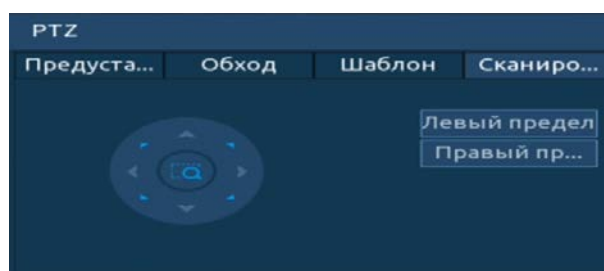 PTZ
Предуста... Обход Шаблон Сканиро...
Левый предел
Правый пр...